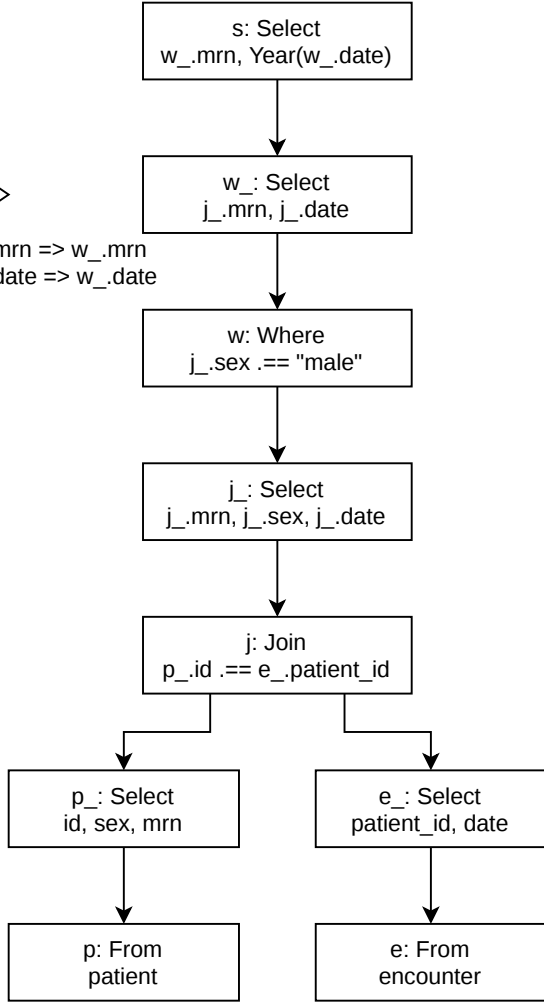 s: Select
w_.mrn, Year(w_.date)
w_: Select
j_.mrn, j_.date
=> w_.mrn
=> w_.date
w: Where
j_.sex .== "male"
j_: Select
j_.mrn, j_.sex, j_.date
j: Join
p_.id .== e_.patient_id
p_: Select
id, sex, mrn
e_: Select
patient_id, date
p: From
patient
e: From
encounter